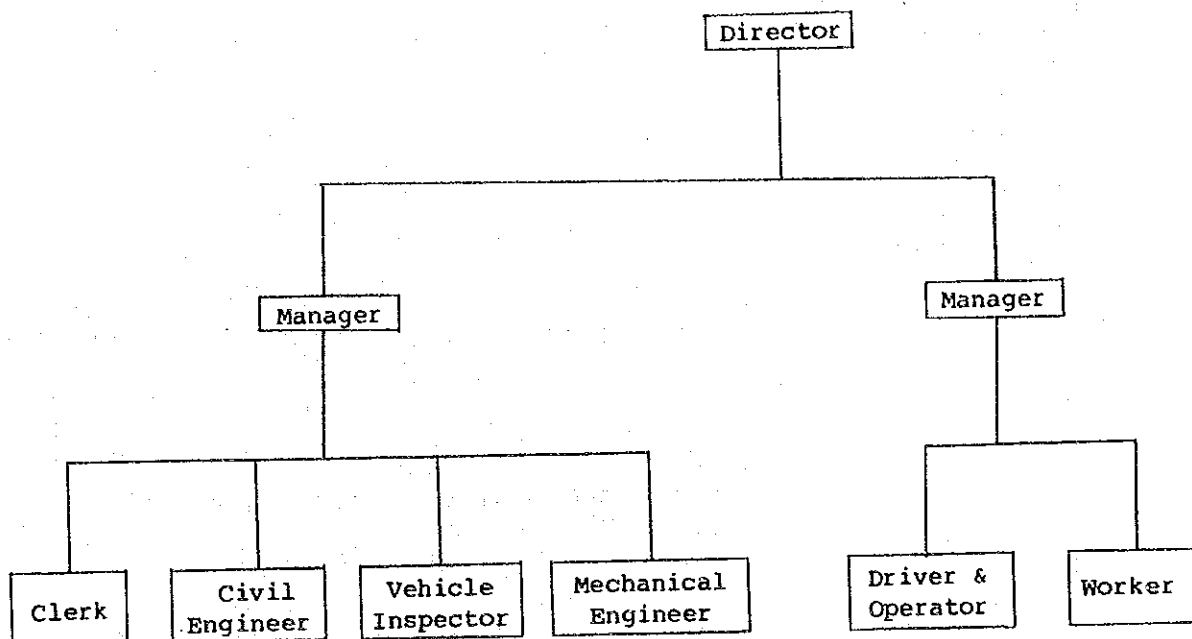 Director
Manager
Manager
Clerk
Civil
Engineer
Vehicle
Inspector
Mechanical
Engineer
Driver &
Operator
Worker